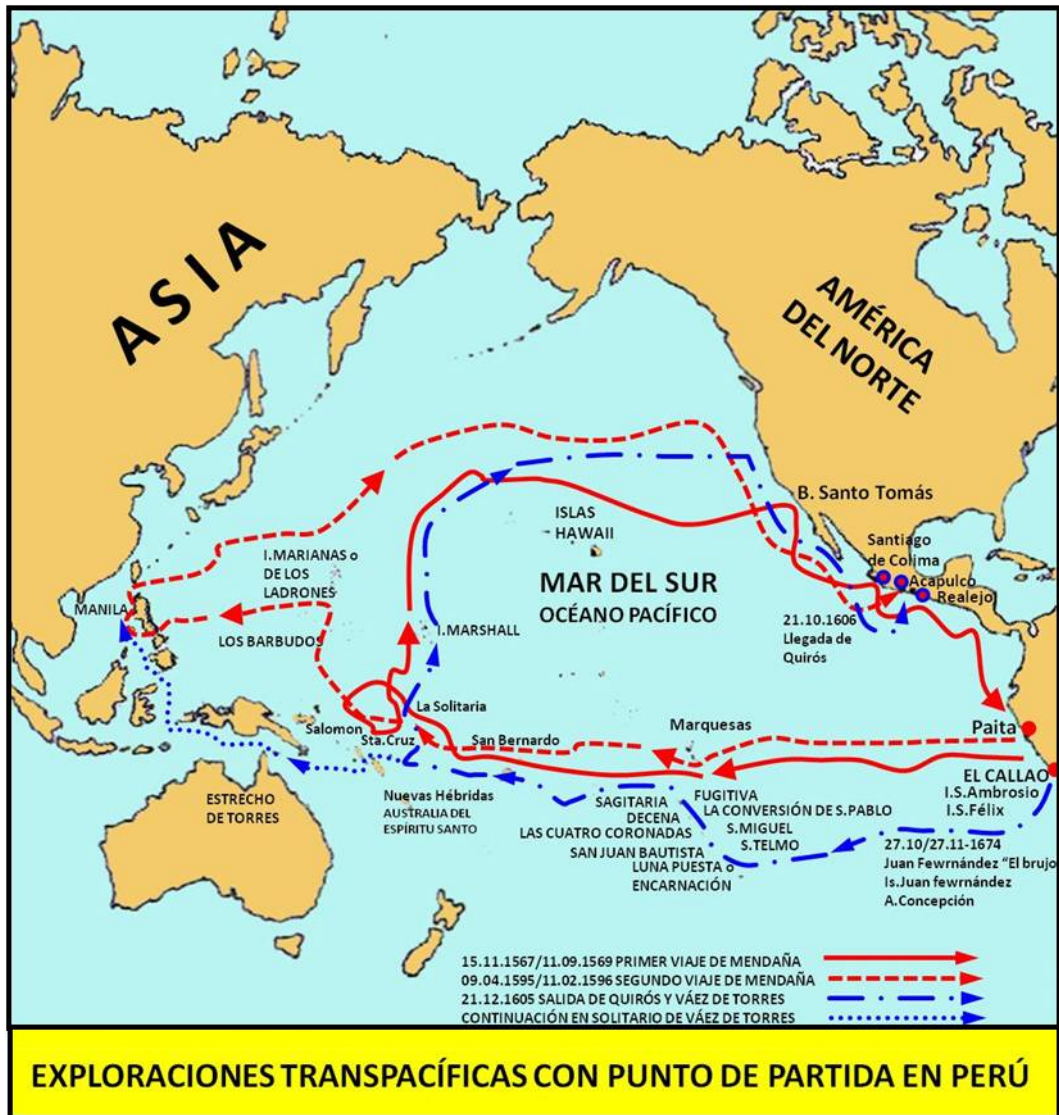 ASIA
AMÉRICA
DEL NORTE
B. Santo Tomás
ISLAS
HAWAII
Santiago
de Colima
Acapulco
Realejo
I.MARIANAS o
DE LOS
LADRONES
MAR DEL SUR
OCÉANO PACÍFICO
MANILA
LOS BARBUDOS
I.MARSHALL
21.10.1606
Llegada de
Quirós
La Solitaria
Salomon
Sta.Cruz
San Bernardo
Marquesas
Paita
EL CALLAO
I.S.Ambrosio
I.S.Félix
ESTRECHO
DE TORRES
Nuevas Hébridas
AUSTRALIA DEL
ESPÍRITU SANTO
SAGITARIA
DECENA
LAS CUATRO CORONADAS
SAN JUAN BAUTISTA
LUNA PUESTA o
ENCARNACIÓN
FUGITIVA
LA CONVERSIÓN DE S.PABLO
S.MIGUEL
S.TELMO
27.10/27.11-1674
Juan Fewrnández "El brujo
Is.Juan fewrnández
A.Concepción
15.11.1567/11.09.1569 PRIMER VIAJE DE MENDAÑA
09.04.1595/11.02.1596 SEGUNDO VIAJE DE MENDAÑA
21.12.1605 SALIDA DE QUIRÓS Y VÁEZ DE TORRES
CONTINUACIÓN EN SOLITARIO DE VÁEZ DE TORRES
EXPLORACIONES TRANSPACÍFICAS CON PUNTO DE PARTIDA EN PERÚ